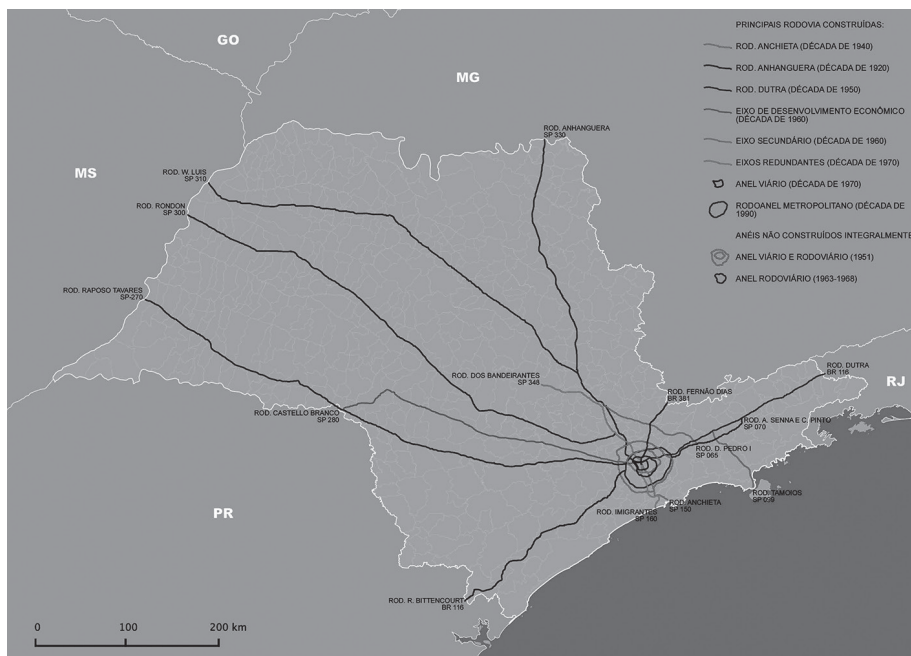 GO
MG
MS
PR
RJ
PRINCIPAIS RODOVIA CONSTRUÍDAS:
ROD. ANCHIETA (DÉCADA DE 1940)
ROD. ANHANGUERA (DÉCADA DE 1920)
ROD. DUTRA (DÉCADA DE 1950)
EIXO DE DESENVOLVIMENTO ECONÔMICO
(DÉCADA DE 1960)
EIXO SECUNDÁRIO (DÉCADA DE 1960)
EIXOS REDUNDANTES (DÉCADA DE 1970)
ANEL VIÁRIO (DÉCADA DE 1970)
RODOANEL METROPOLITANO (DÉCADA DE
1990)
ANÉIS NÃO CONSTRUÍDOS INTEGRALMENTE
ANEL VIÁRIO E RODOVIÁRIO (1951)
ANEL RODOVIÁRIO (1963-1968)
ROD. ANHANGUERA
SP 330
ROD. W. LUIS
SP 310
ROD. RONDON
SP 300
ROD. RAPOSO TAVARES
SP-270
ROD. DOS BANDEIRANTES
SP 348
ROD. DUTRA
BR 116
ROD. FERNÃO DIAS
BR 381
ROD. CASTELLO BRANCO
SP 280
ROD. A. SENNA E C. PINTO
SP 070
ROD. D. PEDRO I
SP 065
ROD. TAMOIOS
SP 099
ROD. ANCHIETA
SP 150
ROD. IMIGRANTES
SP 160
ROD. R. BITTENCOURT
BR 116
0 100 200 km